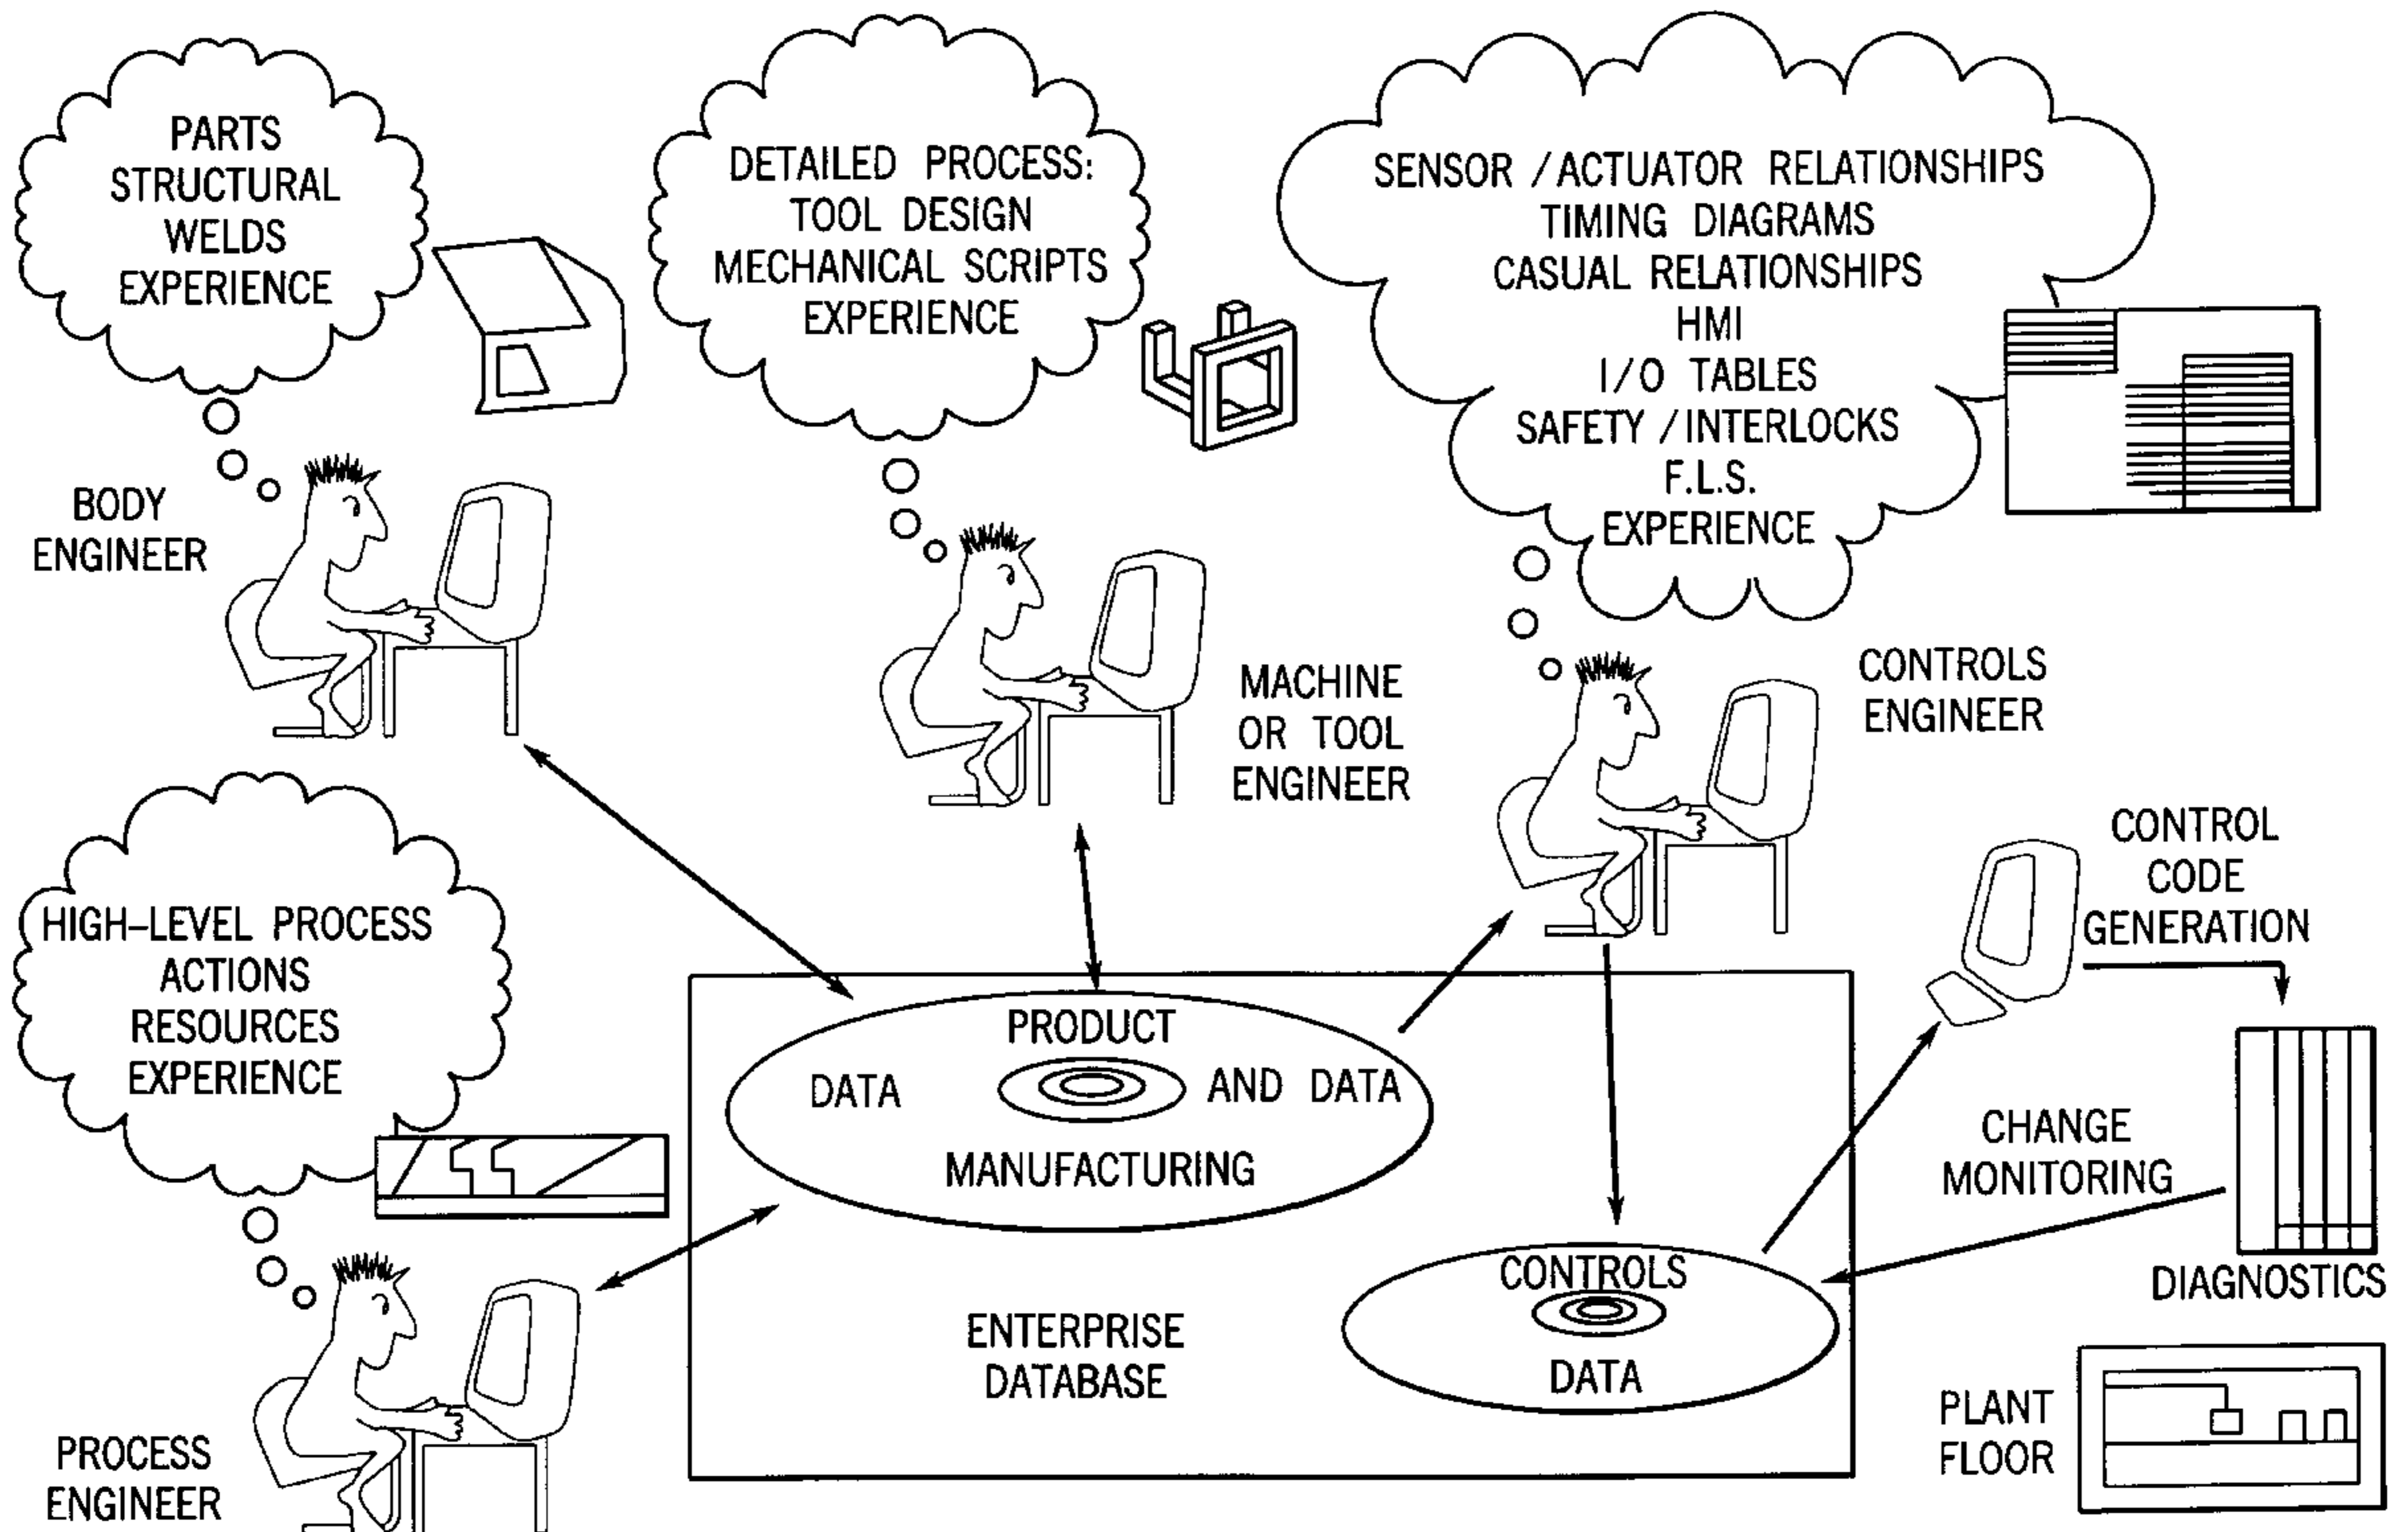 PARTS
STRUCTURAL
WELDS
EXPERIENCE
BODY
ENGINEER
DETAILED PROCESS:
TOOL DESIGN
MECHANICAL SCRIPTS
EXPERIENCE
MACHINE
OR TOOL
ENGINEER
SENSOR / ACTUATOR RELATIONSHIPS
TIMING DIAGRAMS
CASUAL RELATIONSHIPS
HMI
I/O TABLES
SAFETY / INTERLOCKS
F.L.S.
EXPERIENCE
CONTROLS
ENGINEER
CONTROL
CODE
GENERATION
HIGH-LEVEL PROCESS
ACTIONS
RESOURCES
EXPERIENCE
PROCESS
ENGINEER
PRODUCT
DATA AND DATA
MANUFACTURING
ENTERPRISE
DATABASE
CONTROLS
DATA
CHANGE
MONITORING
DIAGNOSTICS
PLANT
FLOOR